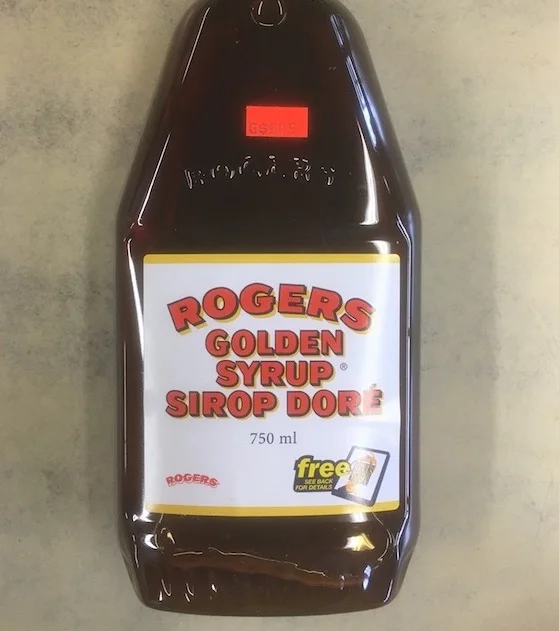 ROGERS
GOLDEN
SYRUP ®
SIROP DORÉ
750 ml
ROGERS
free
SEE BACK
FOR DETAILS